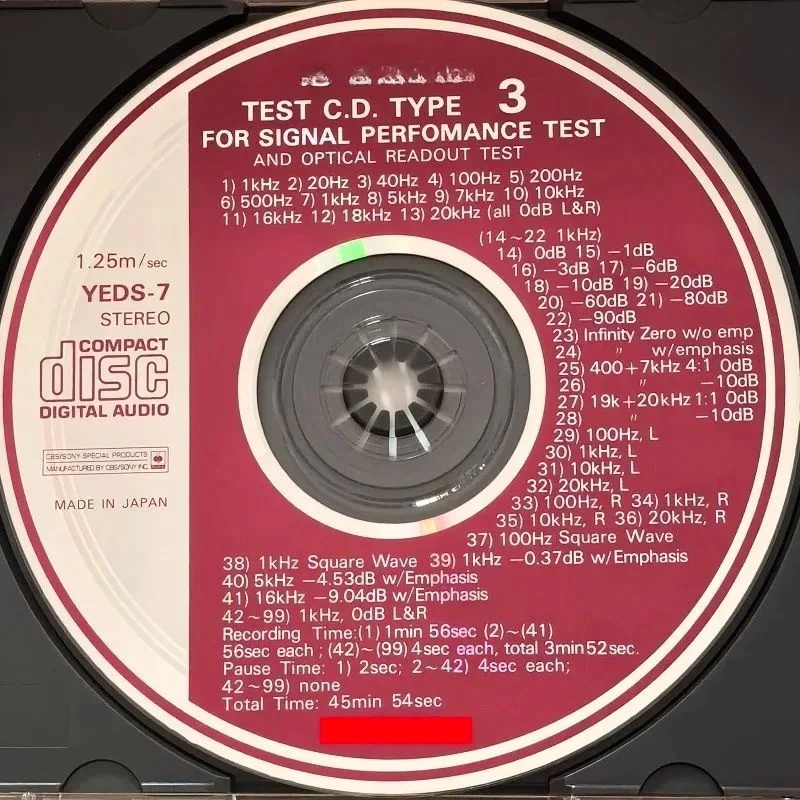 TEST C.D. TYPE 3
FOR SIGNAL PERFOMANCE TEST
AND OPTICAL READOUT TEST
1) 1kHz 2) 20Hz 3) 40Hz 4) 100Hz 5) 200Hz
6) 500Hz 7) 1kHz 8) 5kHz 9) 7kHz 10) 10kHz
11) 16kHz 12) 18kHz 13) 20kHz (all 0dB L&R)
(14~22 1kHz)
14) 0dB 15) −1dB
16) −3dB 17) −6dB
18) −10dB 19) −20dB
20) −60dB 21) −80dB
22) −90dB
23) Infinity Zero w/o emp
24) 〃 w/emphasis
25) 400+7kHz 4:1 0dB
26) 〃 −10dB
27) 19k+20kHz 1:1 0dB
28) 〃 −10dB
29) 100Hz, L
30) 1kHz, L
31) 10kHz, L
32) 20kHz, L
33) 100Hz, R 34) 1kHz, R
35) 10kHz, R 36) 20kHz, R
37) 100Hz Square Wave
38) 1kHz Square Wave 39) 1kHz −0.37dB w/Emphasis
40) 5kHz −4.53dB w/Emphasis
41) 16kHz −9.04dB w/Emphasis
42~99) 1kHz, 0dB L&R
Recording Time:(1) 1min 56sec (2)~(41)
56sec each ; (42)~(99) 4sec each, total 3min52sec.
Pause Time: 1) 2sec; 2~42) 4sec each;
42~99) none
Total Time: 45min 54sec
1.25m/sec
YEDS-7
STEREO
COMPACT
disc
DIGITAL AUDIO
CBS/SONY SPECIAL PRODUCTS
MANUFACTURED BY CBS/SONY INC.
MADE IN JAPAN